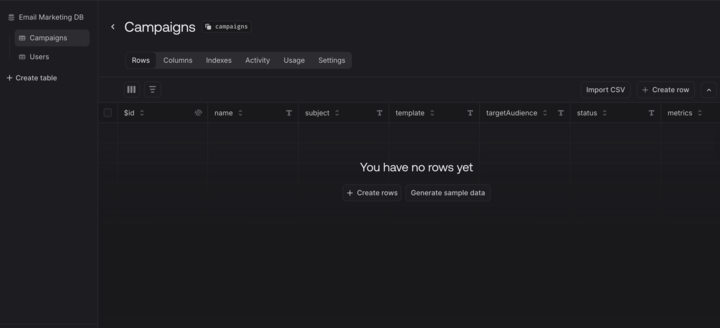 Email Marketing DB
Campaigns
Users
Create table
Campaigns
campaigns
Rows Columns Indexes Activity Usage Settings
Import CSV Create row
$id name subject template targetAudience status metrics
You have no rows yet
Create rows Generate sample data